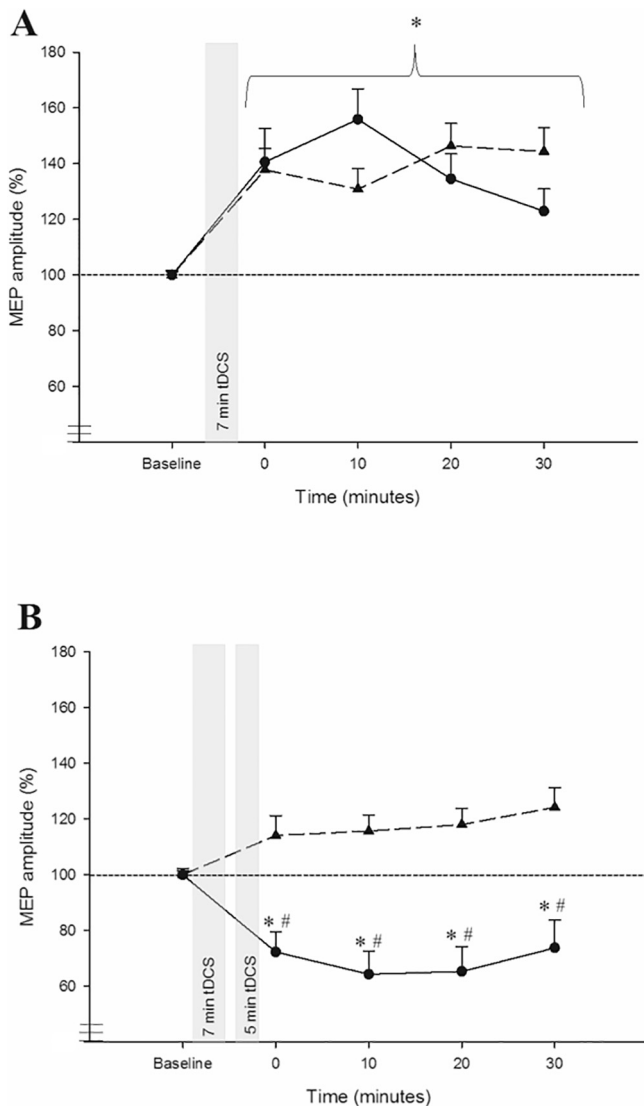 A
*
180
160
140
120
100
80
60
MEP amplitude (%)
7 min tDCS
Baseline 0 10 20 30
Time (minutes)
B
180
160
140
120
100
80
60
MEP amplitude (%)
7 min tDCS
5 min tDCS
* # * # * # * #
Baseline 0 10 20 30
Time (minutes)